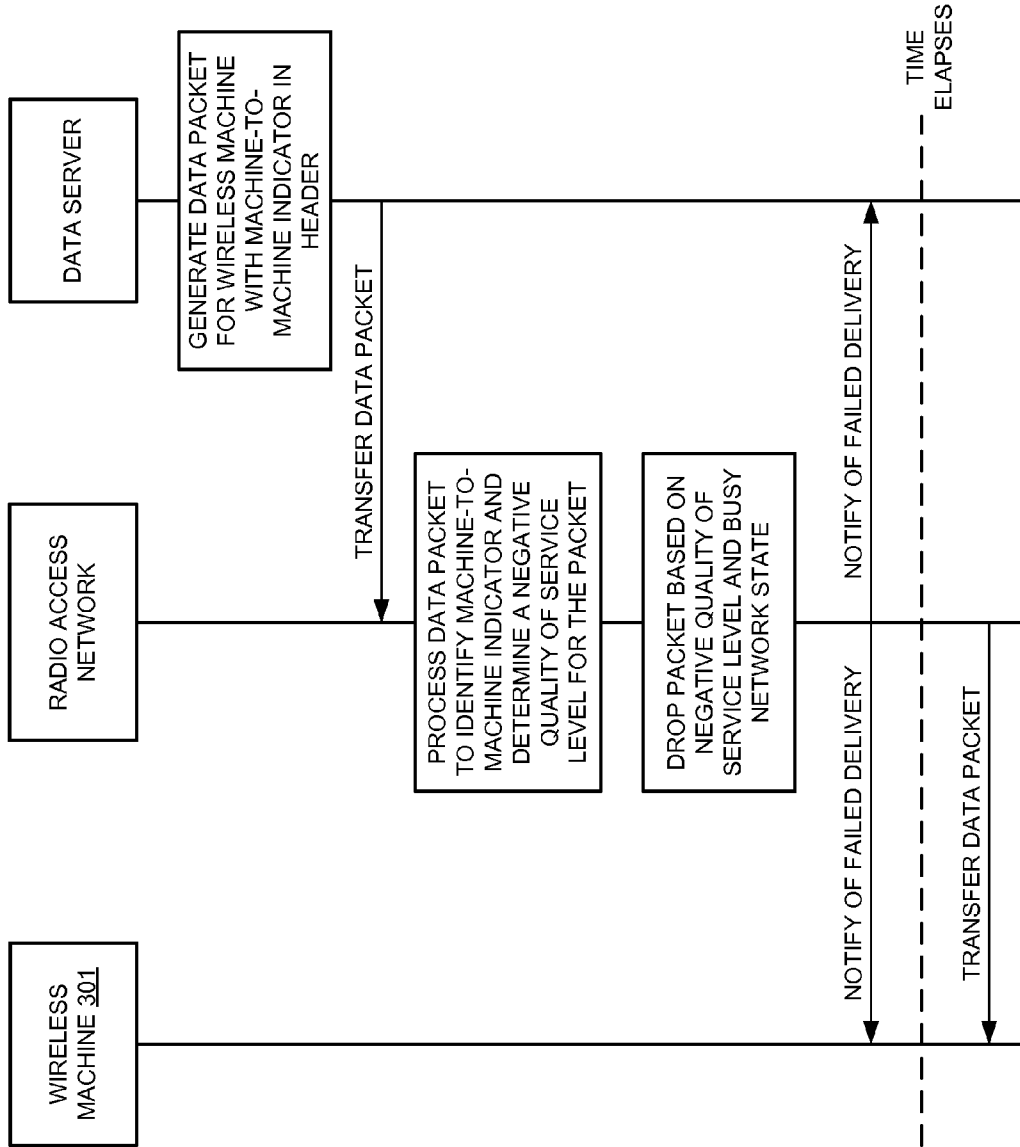 WIRELESS
MACHINE 301
RADIO ACCESS
NETWORK
DATA SERVER
GENERATE DATA PACKET
FOR WIRELESS MACHINE
WITH MACHINE-TO-
MACHINE INDICATOR IN
HEADER
TRANSFER DATA PACKET
PROCESS DATA PACKET
TO IDENTIFY MACHINE-TO-
MACHINE INDICATOR AND
DETERMINE A NEGATIVE
QUALITY OF SERVICE
LEVEL FOR THE PACKET
DROP PACKET BASED ON
NEGATIVE QUALITY OF
SERVICE LEVEL AND BUSY
NETWORK STATE
NOTIFY OF FAILED DELIVERY
NOTIFY OF FAILED DELIVERY
TIME
ELAPSES
TRANSFER DATA PACKET